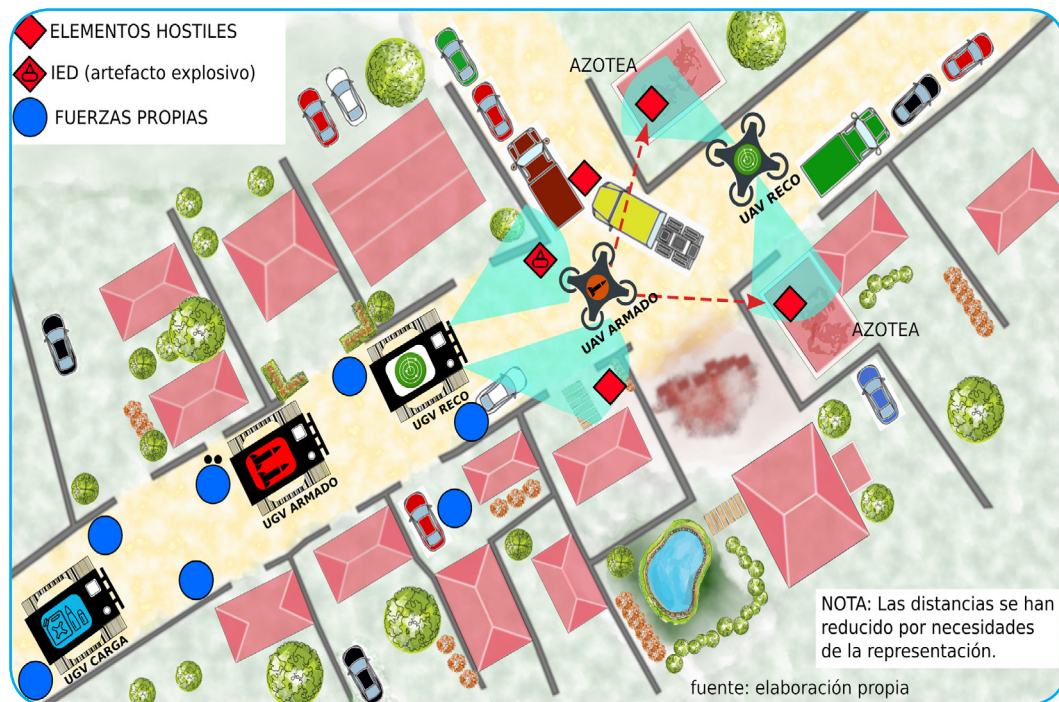 ELEMENTOS HOSTILES
IED (artefacto explosivo)
FUERZAS PROPIAS
AZOTEA
UAV RECO
UAV ARMADO
AZOTEA
UGV RECO
UGV ARMADO
UGV CARGA
NOTA: Las distancias se han
reducido por necesidades
de la representación.
fuente: elaboración propia